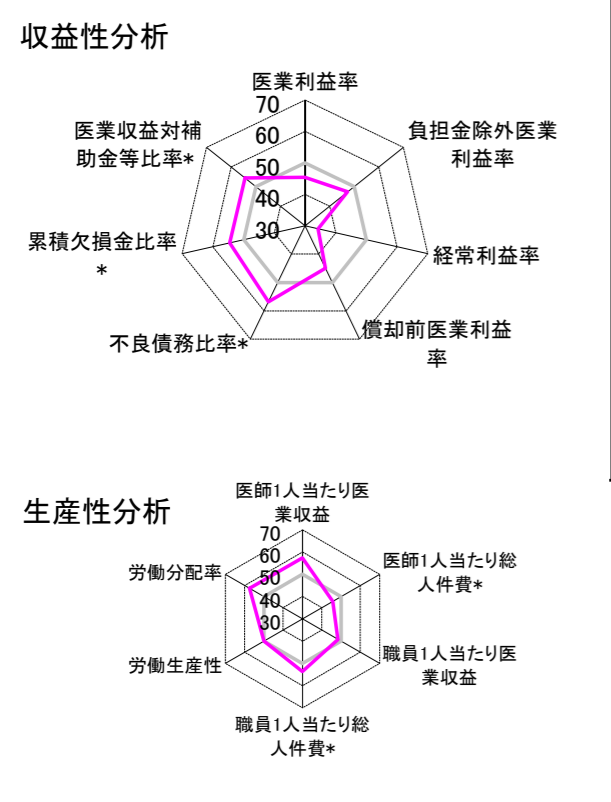 収益性分析
医業利益率
70
60
50
40
30
負担金除外医業
利益率
経常利益率
償却前医業利益
率
不良債務比率*
累積欠損金比率
*
医業収益対補
助金等比率*
生産性分析
医師1人当たり医
業収益
70
60
50
40
30
医師1人当たり総
人件費*
職員1人当たり医
業収益
職員1人当たり総
人件費*
労働生産性
労働分配率